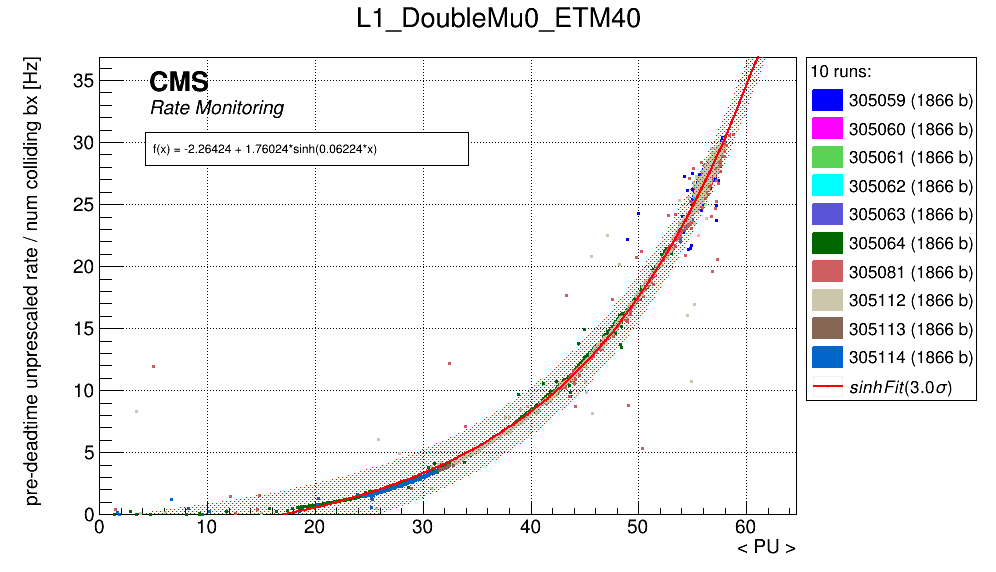 L1_DoubleMu0_ETM40
pre-deadtime unprescaled rate / num colliding bx [Hz]
CMS
Rate Monitoring
f(x) = -2.26424 + 1.76024*sinh(0.06224*x)
35
30
25
20
15
10
5
0
0 10 20 30 40 50 60
< PU >
10 runs:
305059 (1866 b)
305060 (1866 b)
305061 (1866 b)
305062 (1866 b)
305063 (1866 b)
305064 (1866 b)
305081 (1866 b)
305112 (1866 b)
305113 (1866 b)
305114 (1866 b)
sinhFit(3.0σ)